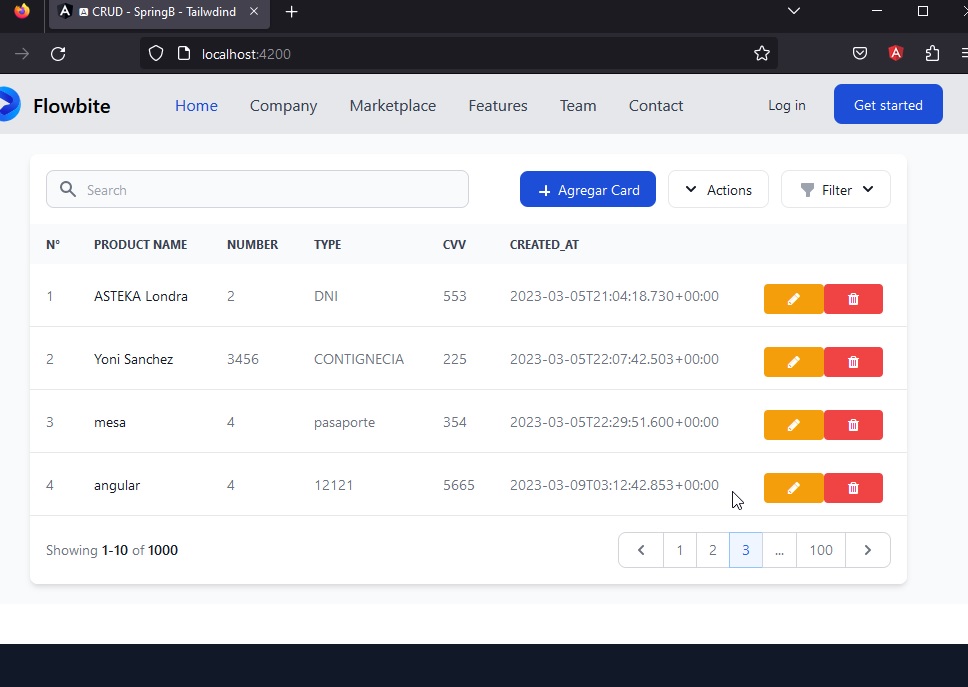 CRUD - SpringB - Tailwdind
localhost:4200
Flowbite Home Company Marketplace Features Team Contact Log in Get started
Search Agregar Card Actions Filter
N° PRODUCT NAME NUMBER TYPE CVV CREATED_AT
1 ASTEKA Londra 2 DNI 553 2023-03-05T21:04:18.730+00:00
2 Yoni Sanchez 3456 CONTIGNECIA 225 2023-03-05T22:07:42.503+00:00
3 mesa 4 pasaporte 354 2023-03-05T22:29:51.600+00:00
4 angular 4 12121 5665 2023-03-09T03:12:42.853+00:00
Showing 1-10 of 1000 1 2 3 ... 100